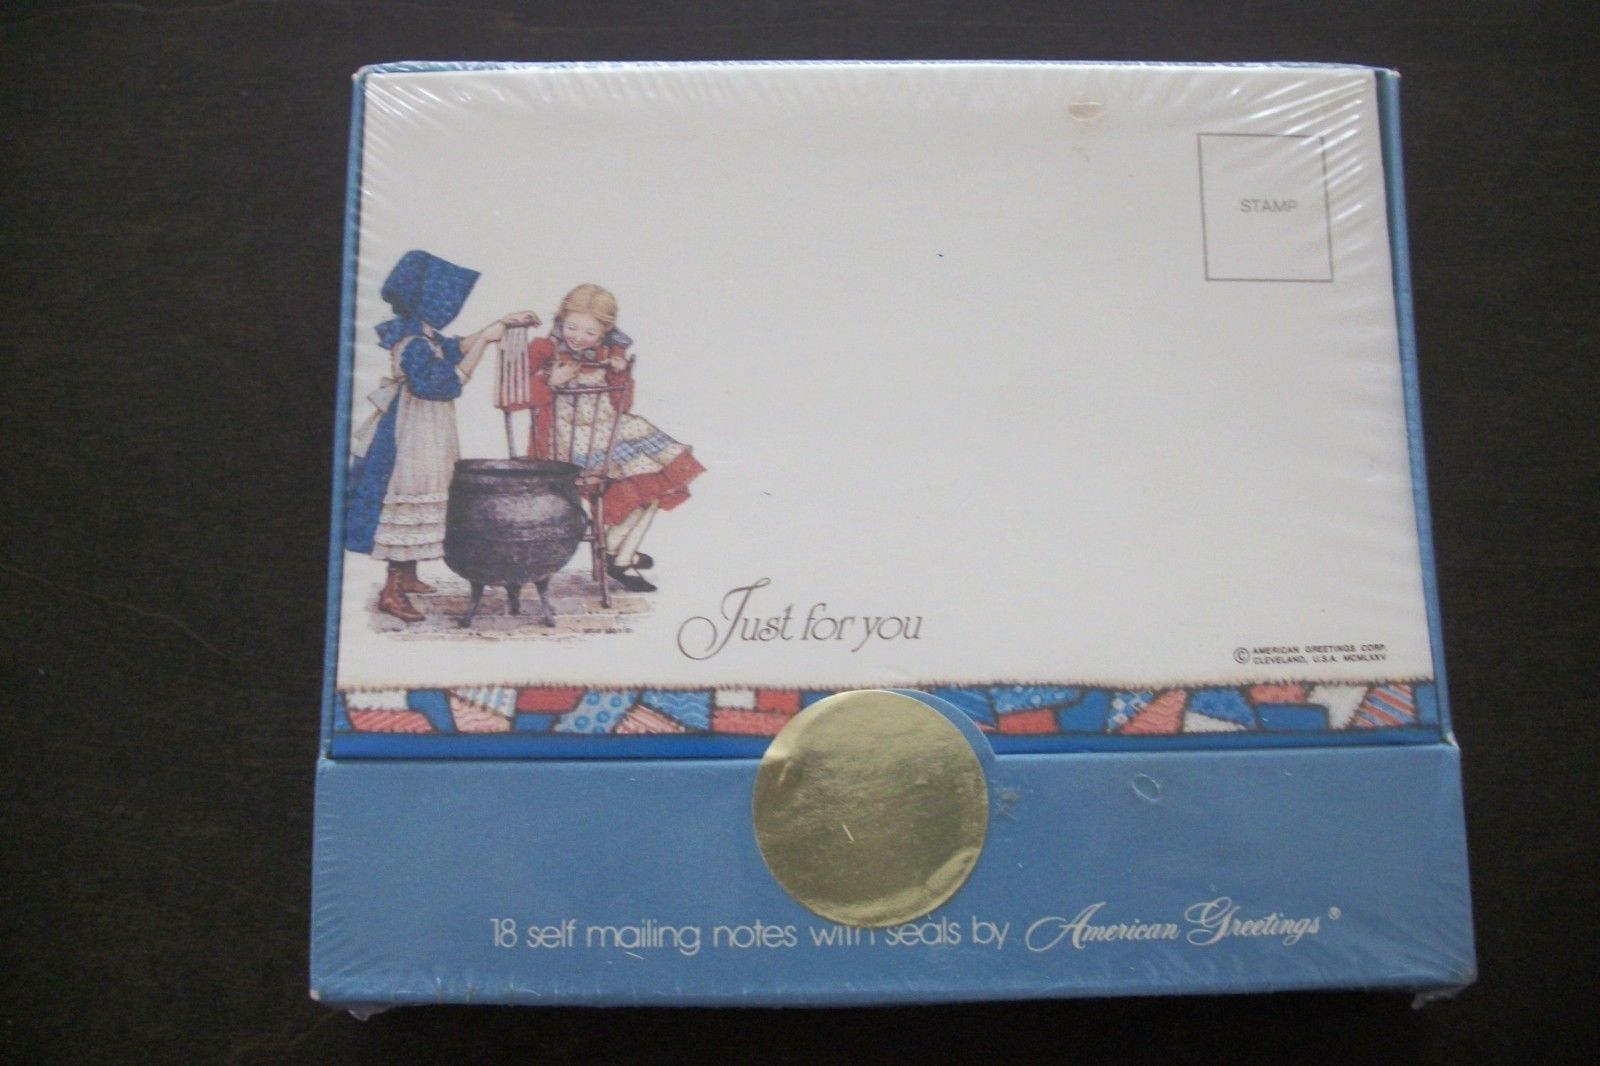 STAMP
Just for you
© AMERICAN GREETINGS CORP.
CLEVELAND, U.S.A. MCMLXXV
18 self mailing notes with seals by American Greetings®